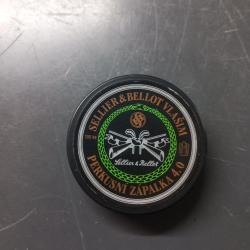 SELLIER & BELLOT VLAŠIM
Sellier & Bellot
PERKUSNÍ ZÁPALKA 4,0